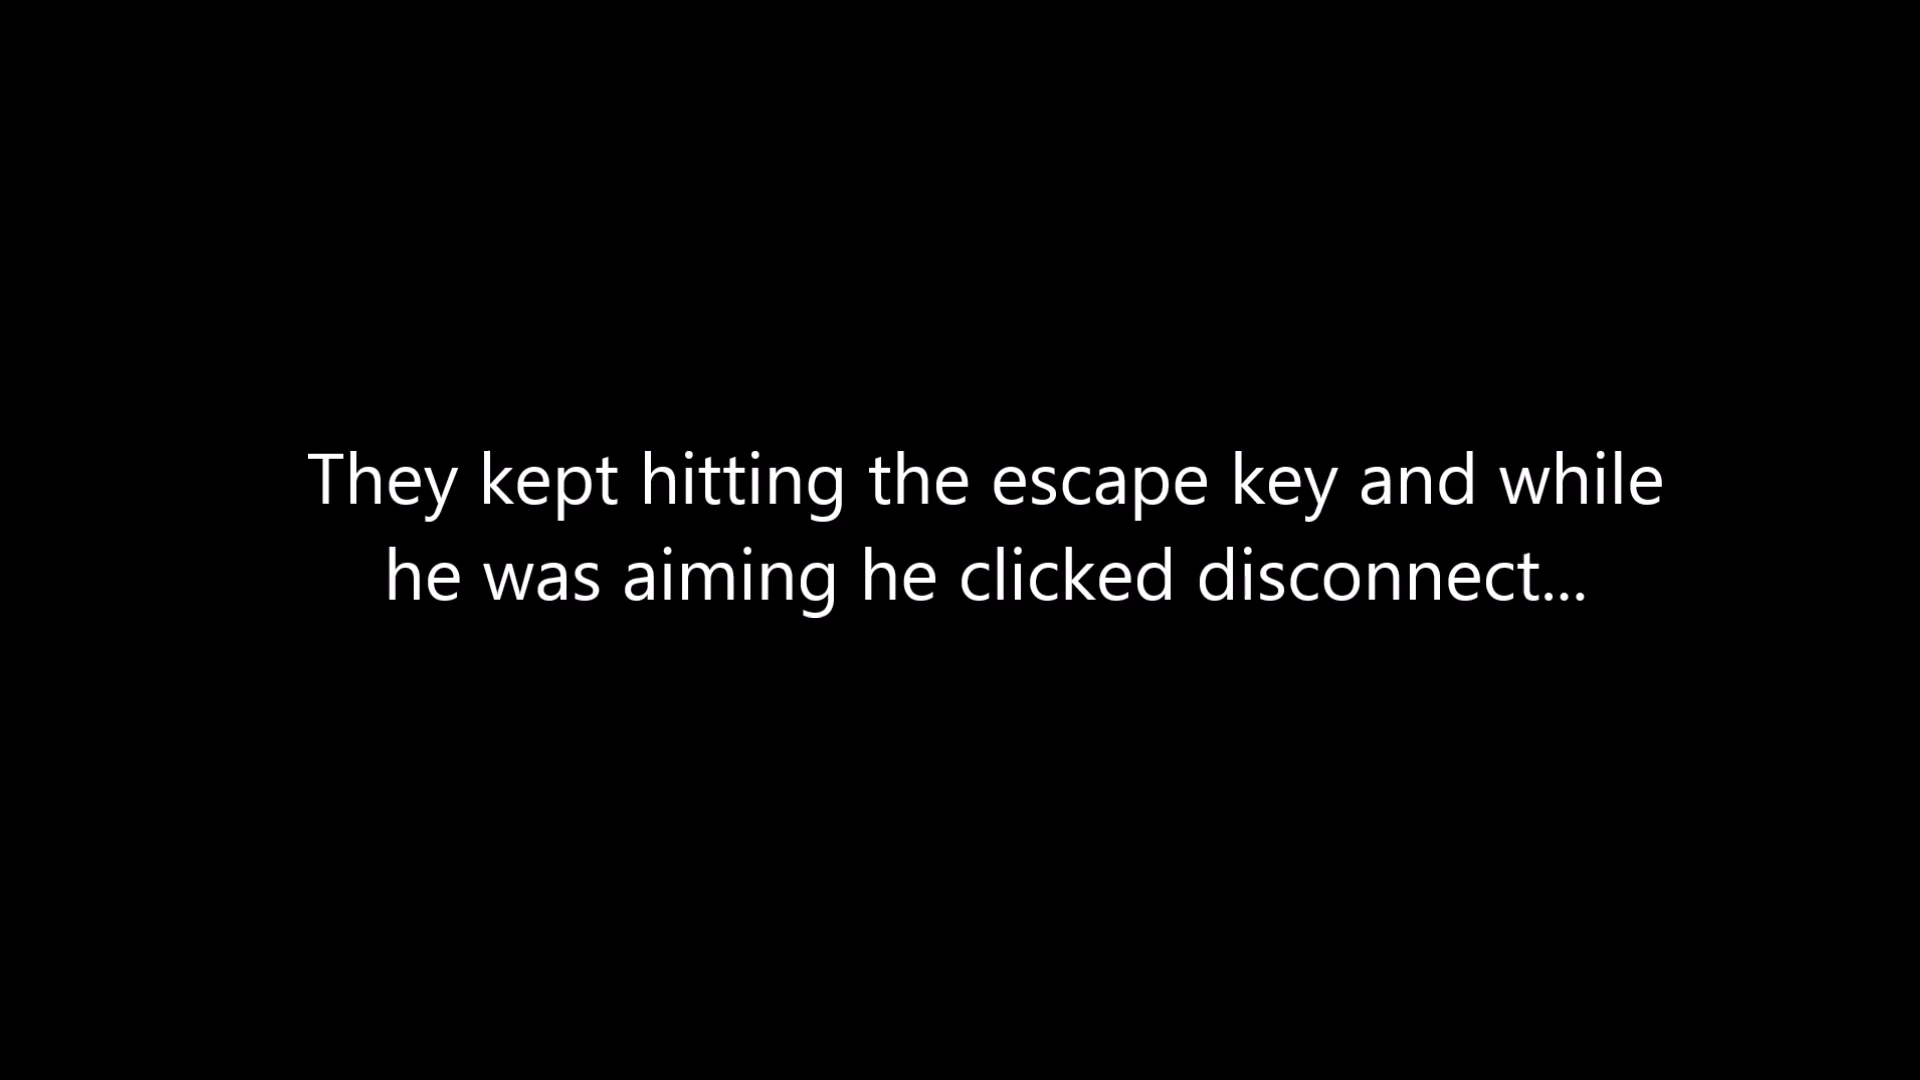 They kept hitting the escape key and while
he was aiming he clicked disconnect...